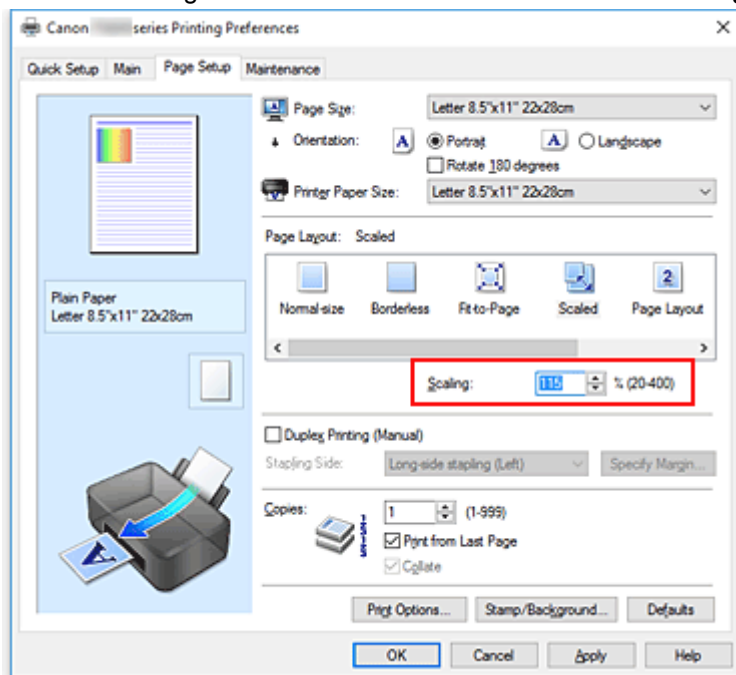 Canon series Printing Preferences
Quick Setup Main Page Setup Maintenance
Page Size: Letter 8.5"x11" 22x28cm
Orientation: A Portrait A Landscape
Rotate 180 degrees
Printer Paper Size: Letter 8.5"x11" 22x28cm
Page Layout: Scaled
Normal-size Borderless Fit-to-Page Scaled 2 Page Layout
Plain Paper
Letter 8.5"x11" 22x28cm
Scaling: 115 % (20-400)
Duplex Printing (Manual)
Stapling Side: Long-side stapling (Left) Specify Margin...
Copies: 1 (1-999)
Print from Last Page
Collate
A
Print Options... Stamp/Background... Defaults
OK Cancel Apply Help